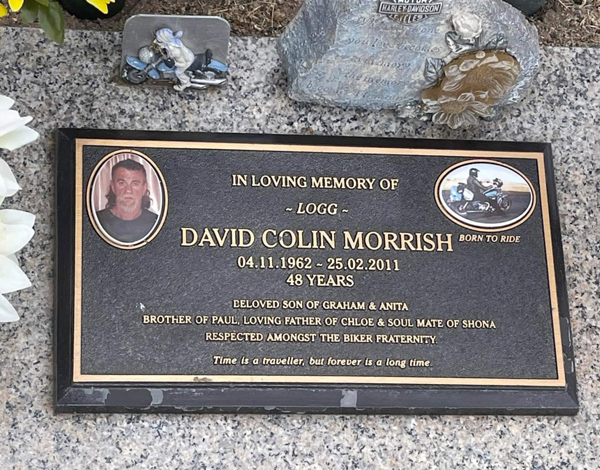 MOTOR
HARLEY-DAVIDSON
CYCLES
IN LOVING MEMORY OF
~ LOGG ~
DAVID COLIN MORRISH
BORN TO RIDE
04.11.1962 ~ 25.02.2011
48 YEARS
BELOVED SON OF GRAHAM & ANITA
BROTHER OF PAUL, LOVING FATHER OF CHLOE & SOUL MATE OF SHONA
RESPECTED AMONGST THE BIKER FRATERNITY.
Time is a traveller, but forever is a long time.